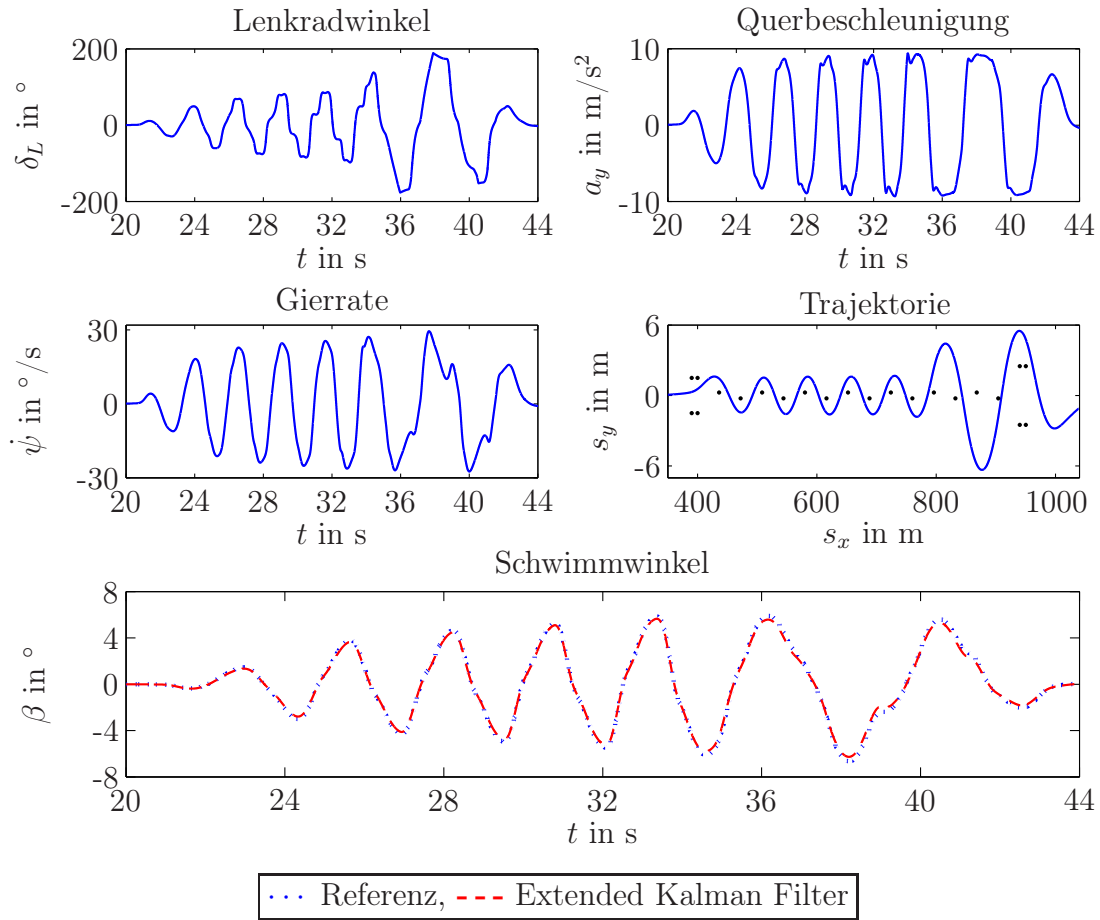 Lenkradwinkel
δ_L in °
200
0
-200
20 24 28 32 36 40 44
t in s
Querbeschleunigung
a_y in m/s²
10
0
-10
20 24 28 32 36 40 44
t in s
Gierrate
ψ̇ in °/s
30
0
-30
20 24 28 32 36 40 44
t in s
Trajektorie
s_y in m
6
0
-6
400 600 800 1000
s_x in m
Schwimmwinkel
β in °
8
4
0
-4
-8
20 24 28 32 36 40 44
t in s
Referenz, Extended Kalman Filter